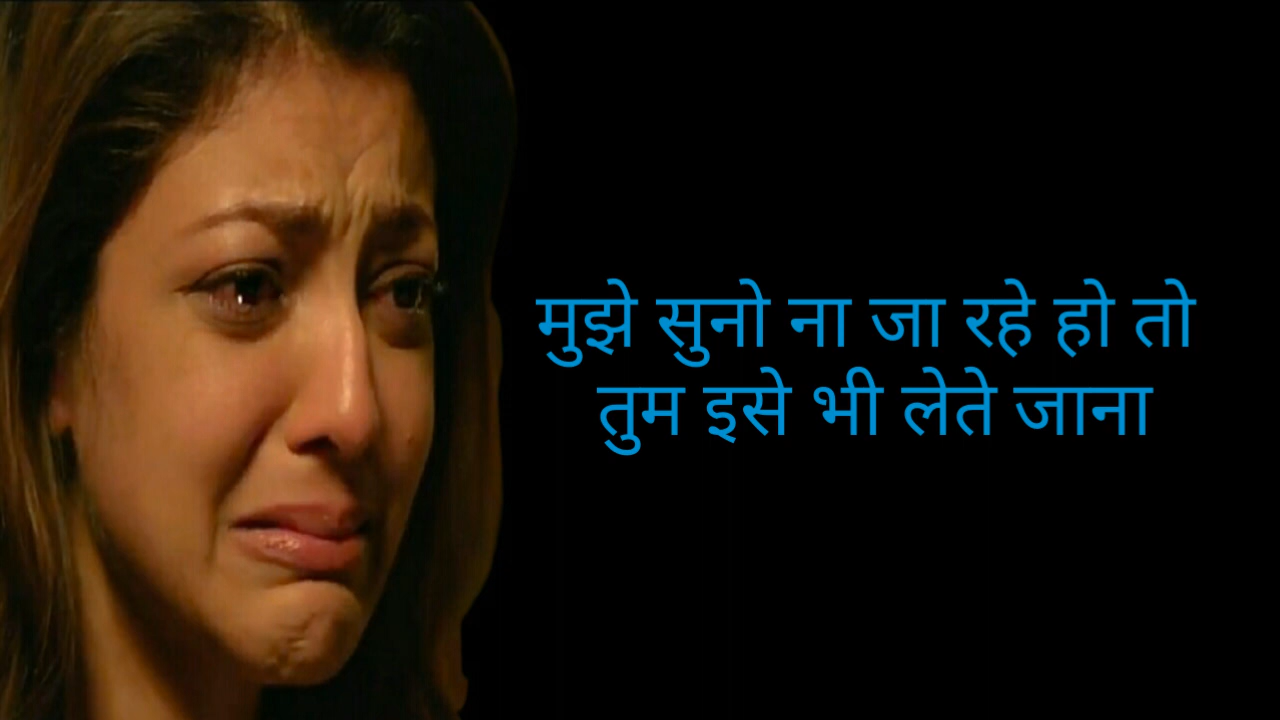 मुझे सुनो ना जा रहे हो तो
तुम इसे भी लेते जाना